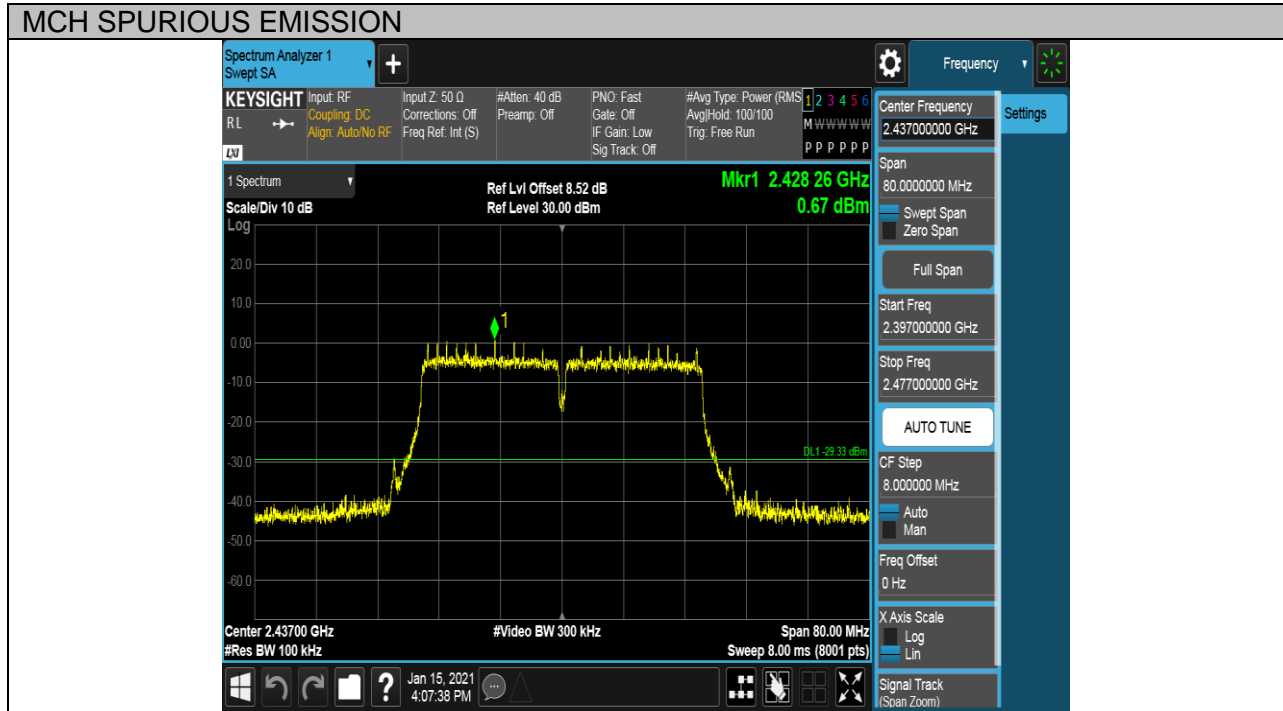 MCH SPURIOUS EMISSION
Spectrum Analyzer 1
Swept SA
+
Frequency
KEYSIGHT
RL
LXI
Input: RF
Coupling: DC
Align: Auto/No RF
Input Z: 50 Ω
Corrections: Off
Freq Ref: Int (S)
#Atten: 40 dB
Preamp: Off
PNO: Fast
Gate: Off
IF Gain: Low
Sig Track: Off
#Avg Type: Power (RMS
Avg|Hold: 100/100
Trig: Free Run
1 2 3 4 5 6
M W W W W W
P P P P P P
1 Spectrum
Scale/Div 10 dB
Log
Ref Lvl Offset 8.52 dB
Ref Level 30.00 dBm
Mkr1 2.428 26 GHz
0.67 dBm
20.0
10.0
0.00
-10.0
-20.0
-30.0
-40.0
-50.0
-60.0
1
DL1 -29.33 dBm
Center 2.43700 GHz
#Res BW 100 kHz
#Video BW 300 kHz
Span 80.00 MHz
Sweep 8.00 ms (8001 pts)
?
Jan 15, 2021
4:07:38 PM
Center Frequency
2.437000000 GHz
Settings
Span
80.0000000 MHz
Swept Span
Zero Span
Full Span
Start Freq
2.397000000 GHz
Stop Freq
2.477000000 GHz
AUTO TUNE
CF Step
8.000000 MHz
Auto
Man
Freq Offset
0 Hz
X Axis Scale
Log
Lin
Signal Track
(Span Zoom)